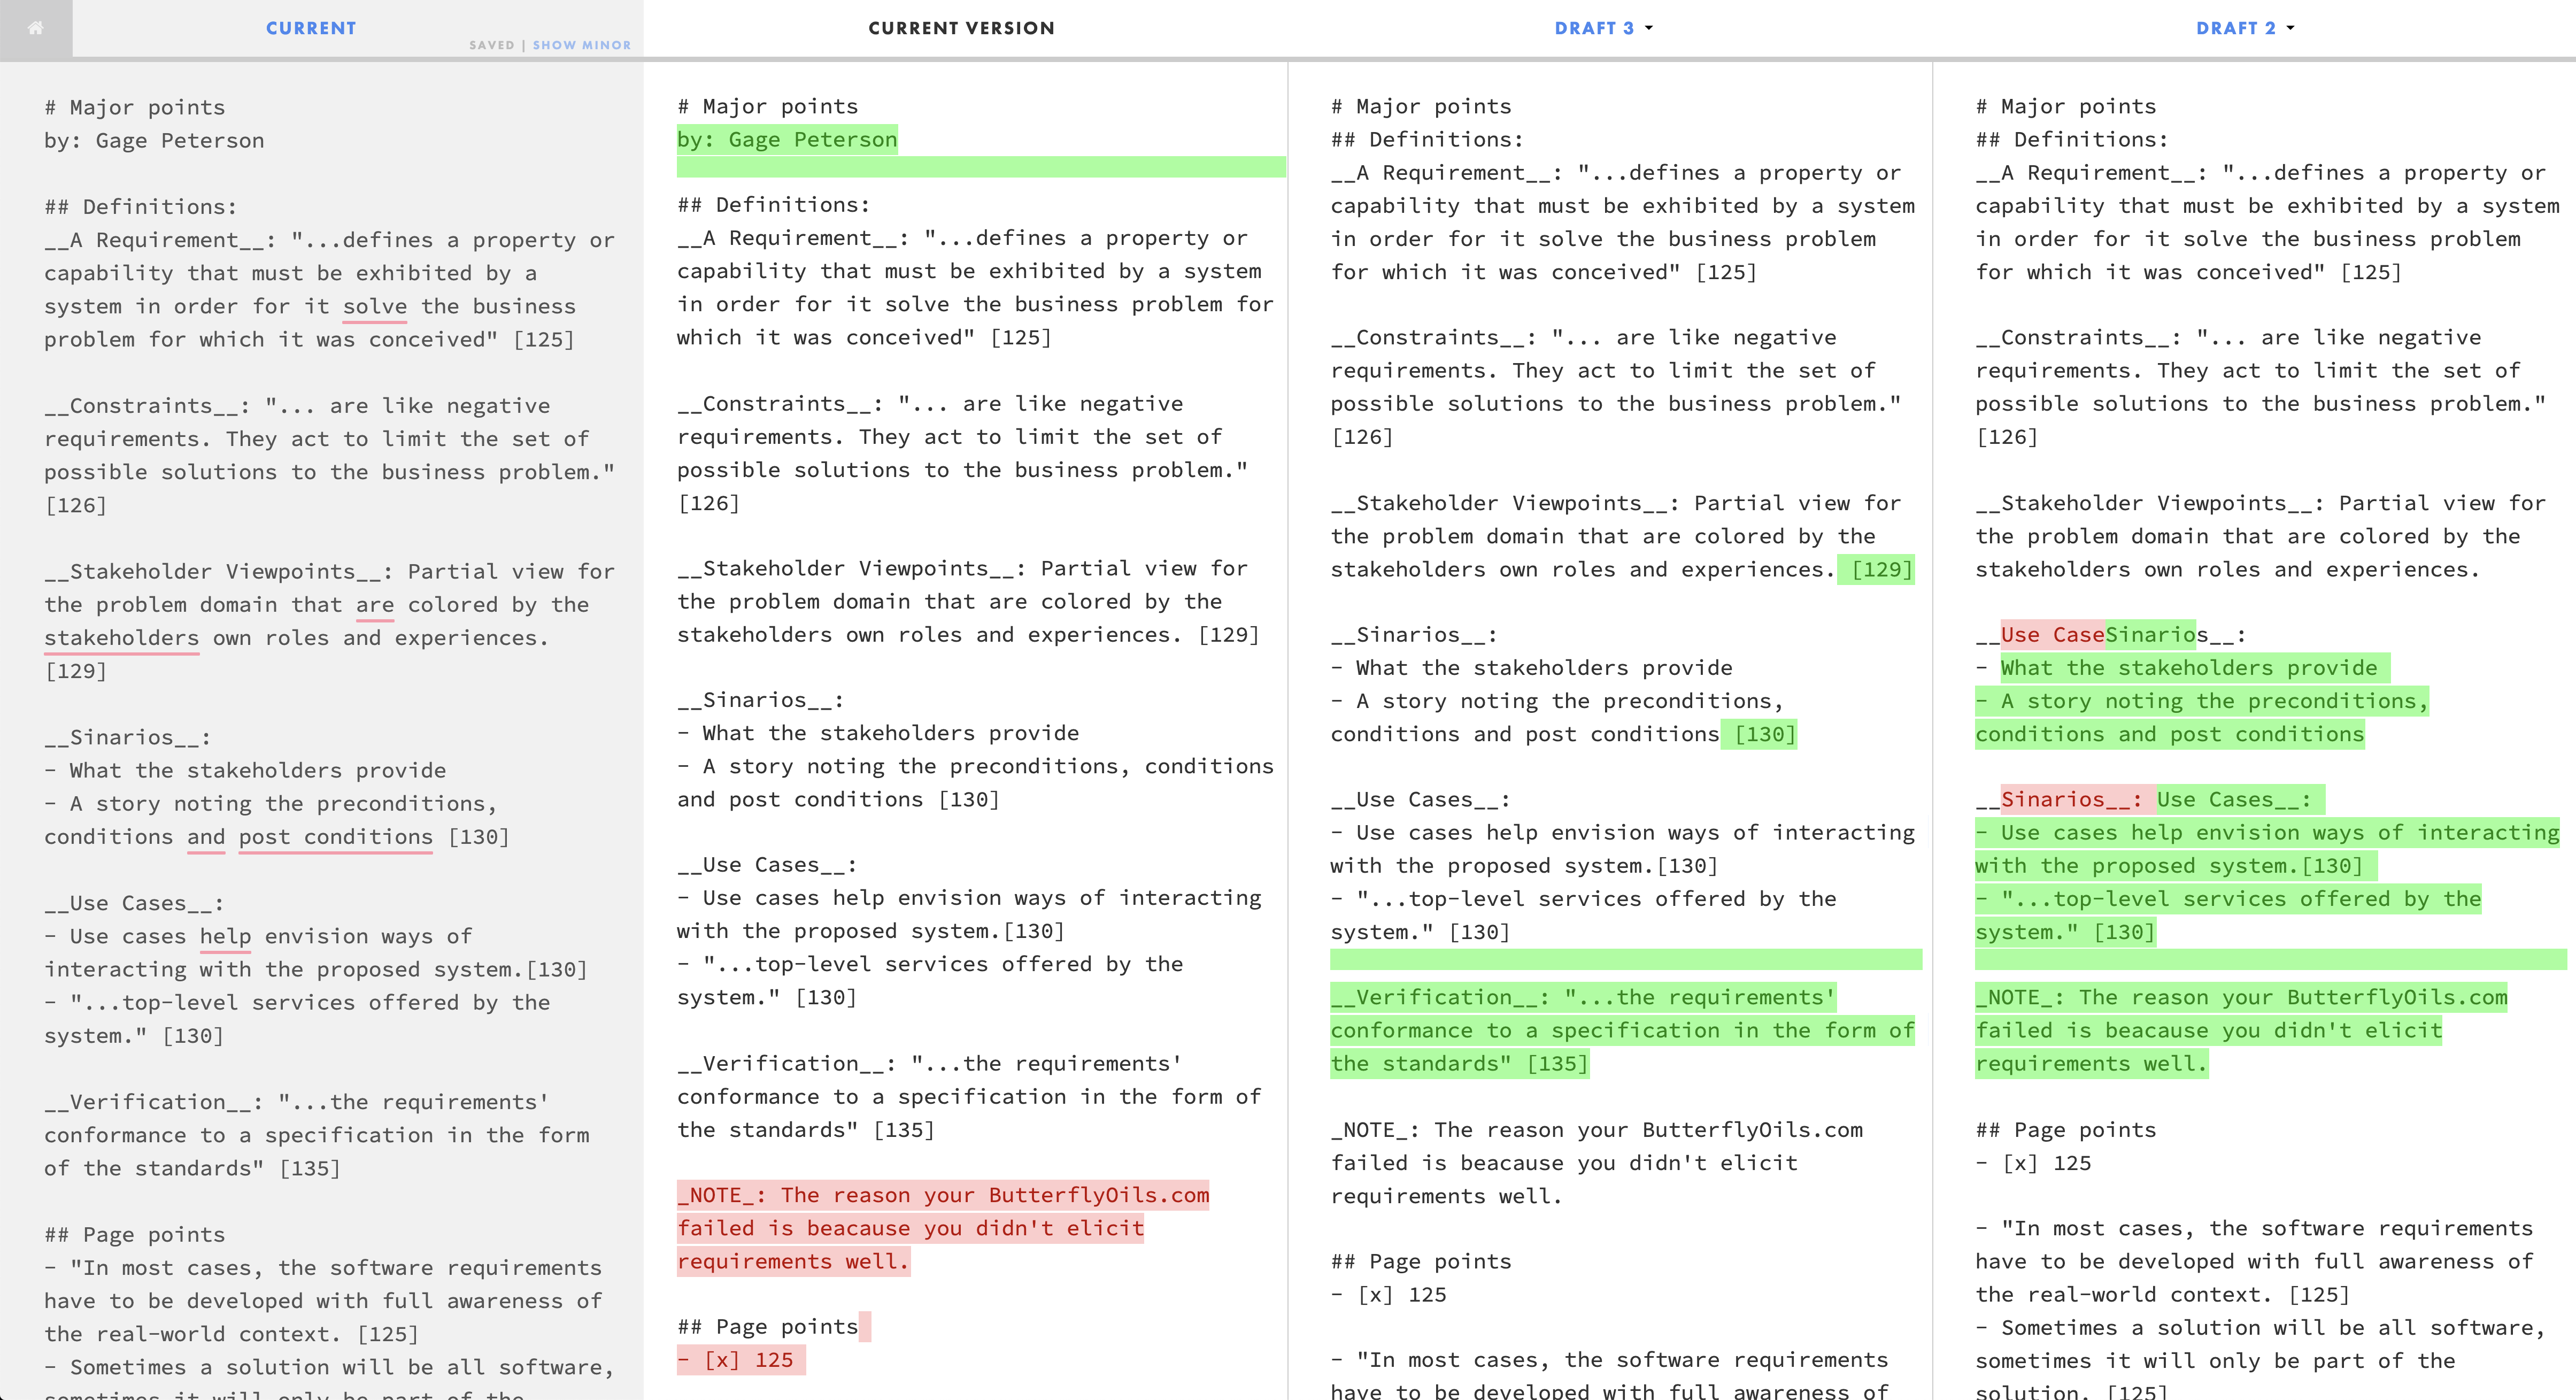 CURRENT
SAVED | SHOW MINOR
CURRENT VERSION
DRAFT 3
DRAFT 2
# Major points
by: Gage Peterson
## Definitions:
__A Requirement__: "...defines a property or
capability that must be exhibited by a
system in order for it solve the business
problem for which it was conceived" [125]
__Constraints__: "... are like negative
requirements. They act to limit the set of
possible solutions to the business problem."
[126]
__Stakeholder Viewpoints__: Partial view for
the problem domain that are colored by the
stakeholders own roles and experiences.
[129]
__Sinarios__:
- What the stakeholders provide
- A story noting the preconditions,
conditions and post conditions [130]
__Use Cases__:
- Use cases help envision ways of
interacting with the proposed system.[130]
- "...top-level services offered by the
system." [130]
__Verification__: "...the requirements'
conformance to a specification in the form
of the standards" [135]
## Page points
- "In most cases, the software requirements
have to be developed with full awareness of
the real-world context. [125]
- Sometimes a solution will be all software,
sometimes it will only be part of the
# Major points
by: Gage Peterson
## Definitions:
__A Requirement__: "...defines a property or
capability that must be exhibited by a system
in order for it solve the business problem for
which it was conceived" [125]
__Constraints__: "... are like negative
requirements. They act to limit the set of
possible solutions to the business problem."
[126]
__Stakeholder Viewpoints__: Partial view for
the problem domain that are colored by the
stakeholders own roles and experiences. [129]
__Sinarios__:
- What the stakeholders provide
- A story noting the preconditions, conditions
and post conditions [130]
__Use Cases__:
- Use cases help envision ways of interacting
with the proposed system.[130]
- "...top-level services offered by the
system." [130]
__Verification__: "...the requirements'
conformance to a specification in the form of
the standards" [135]
_NOTE_: The reason your ButterflyOils.com
failed is beacause you didn't elicit
requirements well.
## Page points
- [x] 125
# Major points
## Definitions:
__A Requirement__: "...defines a property or
capability that must be exhibited by a system
in order for it solve the business problem
for which it was conceived" [125]
__Constraints__: "... are like negative
requirements. They act to limit the set of
possible solutions to the business problem."
[126]
__Stakeholder Viewpoints__: Partial view for
the problem domain that are colored by the
stakeholders own roles and experiences. [129]
__Sinarios__:
- What the stakeholders provide
- A story noting the preconditions,
conditions and post conditions [130]
__Use Cases__:
- Use cases help envision ways of interacting
with the proposed system.[130]
- "...top-level services offered by the
system." [130]
__Verification__: "...the requirements'
conformance to a specification in the form of
the standards" [135]
_NOTE_: The reason your ButterflyOils.com
failed is beacause you didn't elicit
requirements well.
## Page points
- [x] 125
- "In most cases, the software requirements
have to be developed with full awareness of
# Major points
## Definitions:
__A Requirement__: "...defines a property or
capability that must be exhibited by a system
in order for it solve the business problem
for which it was conceived" [125]
__Constraints__: "... are like negative
requirements. They act to limit the set of
possible solutions to the business problem."
[126]
__Stakeholder Viewpoints__: Partial view for
the problem domain that are colored by the
stakeholders own roles and experiences.
__Use CaseSinarios__:
- What the stakeholders provide
- A story noting the preconditions,
conditions and post conditions
__Sinarios__: Use Cases__:
- Use cases help envision ways of interacting
with the proposed system.[130]
- "...top-level services offered by the
system." [130]
_NOTE_: The reason your ButterflyOils.com
failed is beacause you didn't elicit
requirements well.
## Page points
- [x] 125
- "In most cases, the software requirements
have to be developed with full awareness of
the real-world context. [125]
- Sometimes a solution will be all software,
sometimes it will only be part of the
solution. [125]